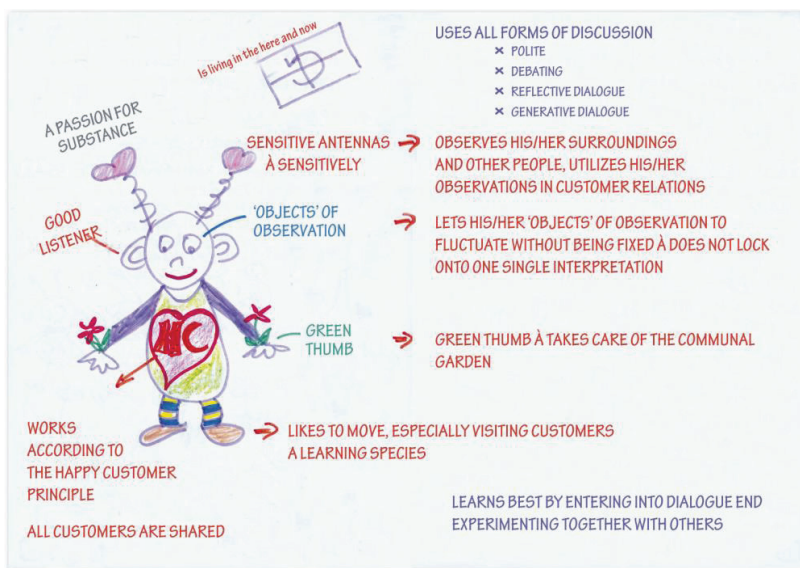 Is living in the here and now
USES ALL FORMS OF DISCUSSION
× POLITE
× DEBATING
× REFLECTIVE DIALOGUE
× GENERATIVE DIALOGUE
A PASSION FOR
SUBSTANCE
SENSITIVE ANTENNAS
À SENSITIVELY
OBSERVES HIS/HER SURROUNDINGS
AND OTHER PEOPLE, UTILIZES HIS/HER
OBSERVATIONS IN CUSTOMER RELATIONS
GOOD
LISTENER
'OBJECTS' OF
OBSERVATION
LETS HIS/HER 'OBJECTS' OF OBSERVATION TO
FLUCTUATE WITHOUT BEING FIXED À DOES NOT LOCK
ONTO ONE SINGLE INTERPRETATION
MC
GREEN
THUMB
GREEN THUMB À TAKES CARE OF THE COMMUNAL
GARDEN
WORKS
ACCORDING TO
THE HAPPY CUSTOMER
PRINCIPLE
LIKES TO MOVE, ESPECIALLY VISITING CUSTOMERS
A LEARNING SPECIES
ALL CUSTOMERS ARE SHARED
LEARNS BEST BY ENTERING INTO DIALOGUE END
EXPERIMENTING TOGETHER WITH OTHERS